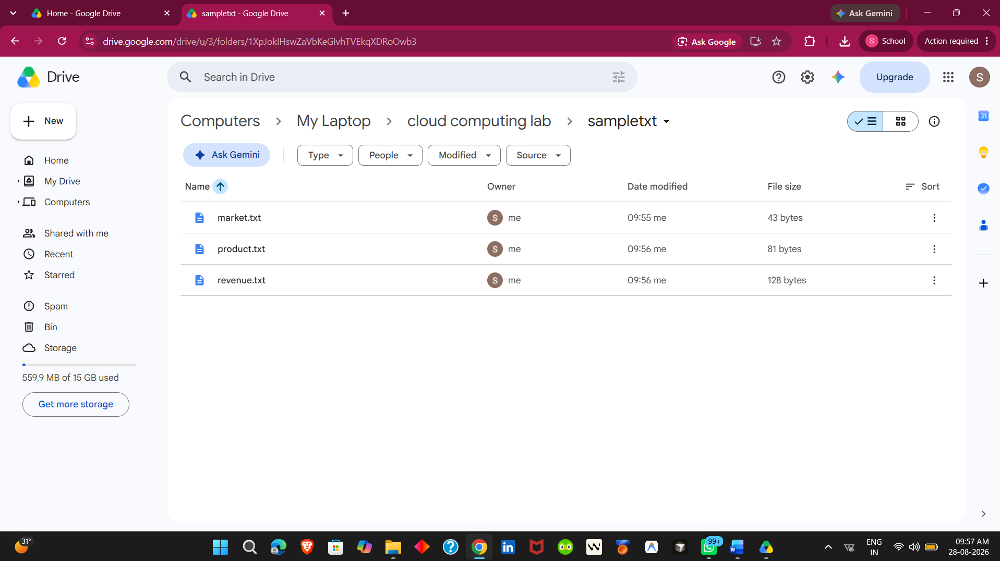 Home - Google Drive
sampletxt - Google Drive
Ask Gemini
drive.google.com/drive/u/3/folders/1XpJokIHswZaVbKeGIvhTVEkqXDRoOwb3
Ask Google
S School
Action required
Drive
Search in Drive
Upgrade
S
New
Computers > My Laptop > cloud computing lab > sampletxt
31
Ask Gemini
Type
People
Modified
Source
Home
My Drive
Computers
Shared with me
Recent
Starred
Spam
Bin
Storage
559.9 MB of 15 GB used
Get more storage
Name Owner Date modified File size Sort
market.txt S me 09:55 me 43 bytes
product.txt S me 09:56 me 81 bytes
revenue.txt S me 09:56 me 128 bytes
31°
99+
ENG
IN
09:57 AM
28-08-2026